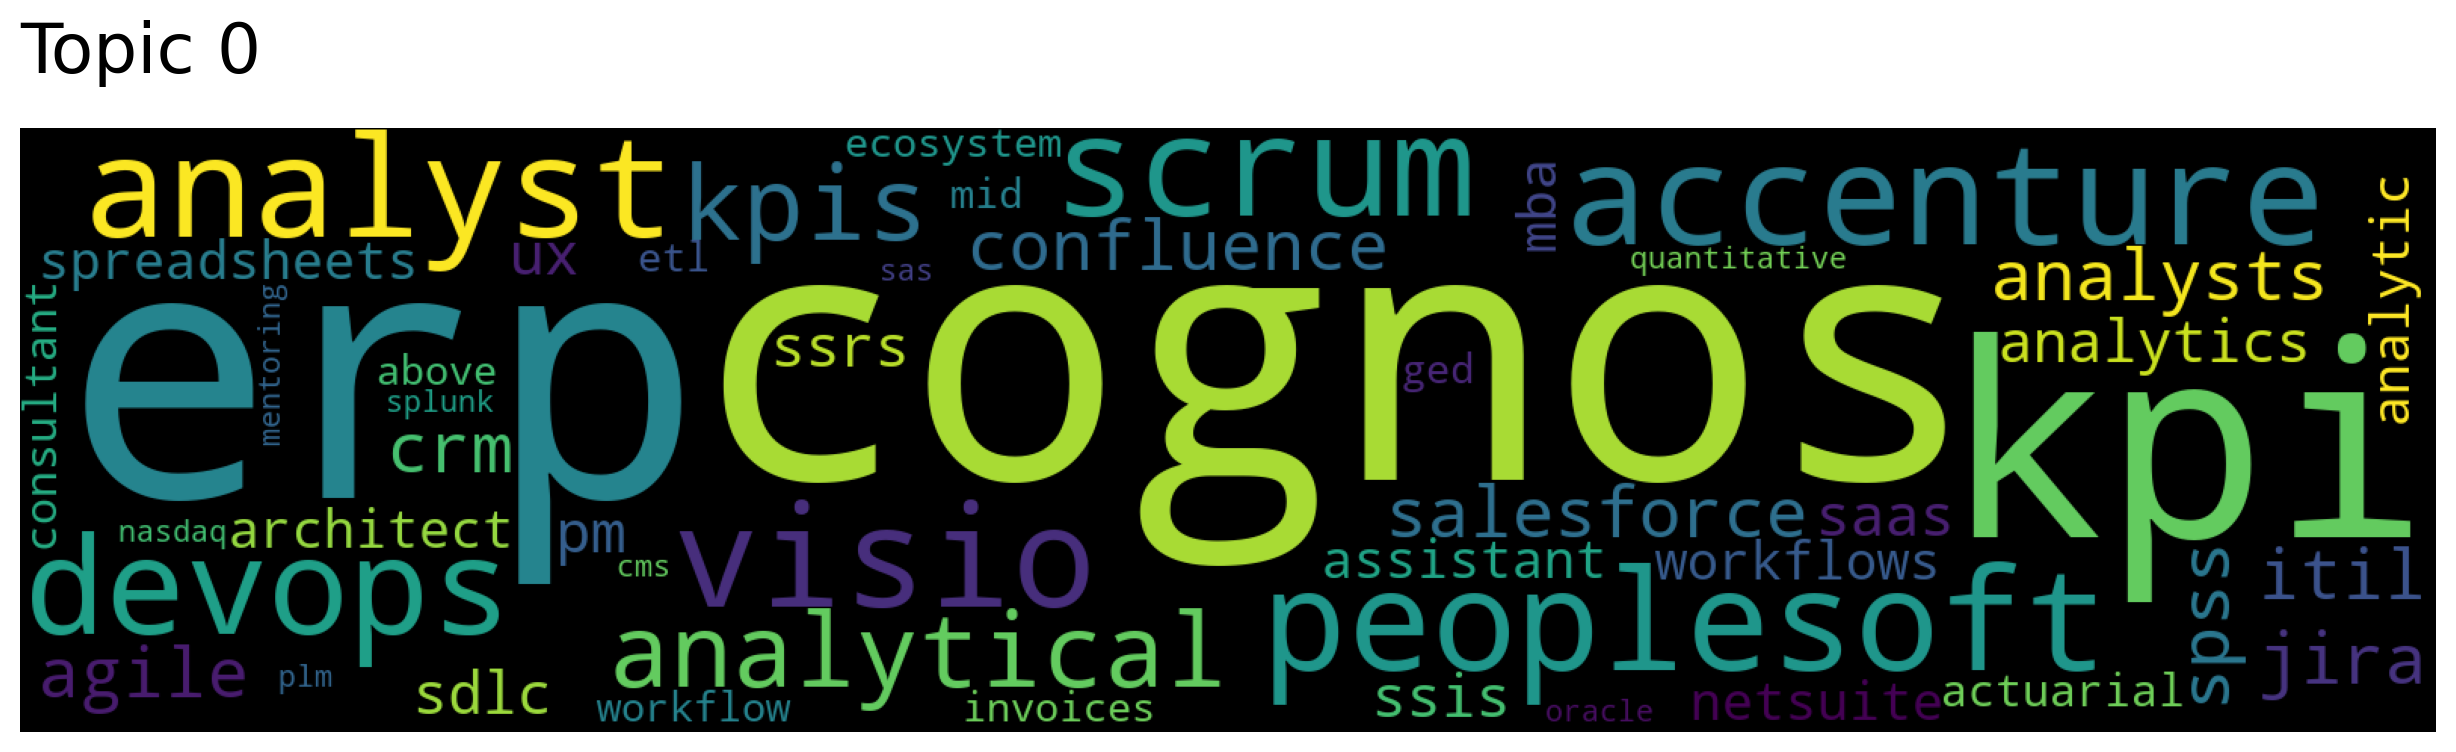 Topic 0
analyst
kpis
ecosystem
mid
scrum
mba
accenture
analytic
spreadsheets
ux
etl
sas
confluence
quantitative
analysts
consultant
mentoring
erp
cognos
ssrs
ged
analytics
kpi
above
splunk
crm
nasdaq
architect
pm
cms
visio
salesforce
saas
devops
assistant
workflows
peoplesoft
spss
itil
agile
plm
sdlc
analytical
workflow
invoices
ssis
oracle
netsuite
actuarial
jira